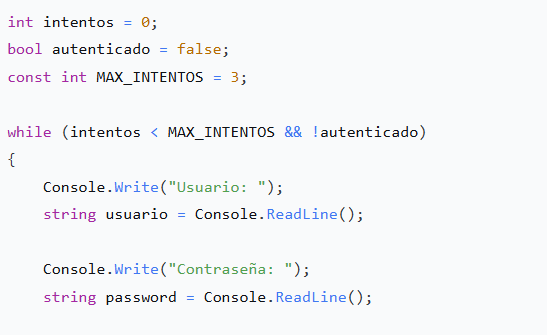 int intentos = 0;
bool autenticado = false;
const int MAX_INTENTOS = 3;
while (intentos < MAX_INTENTOS && !autenticado)
{
Console.Write("Usuario: ");
string usuario = Console.ReadLine();
Console.Write("Contraseña: ");
string password = Console.ReadLine();